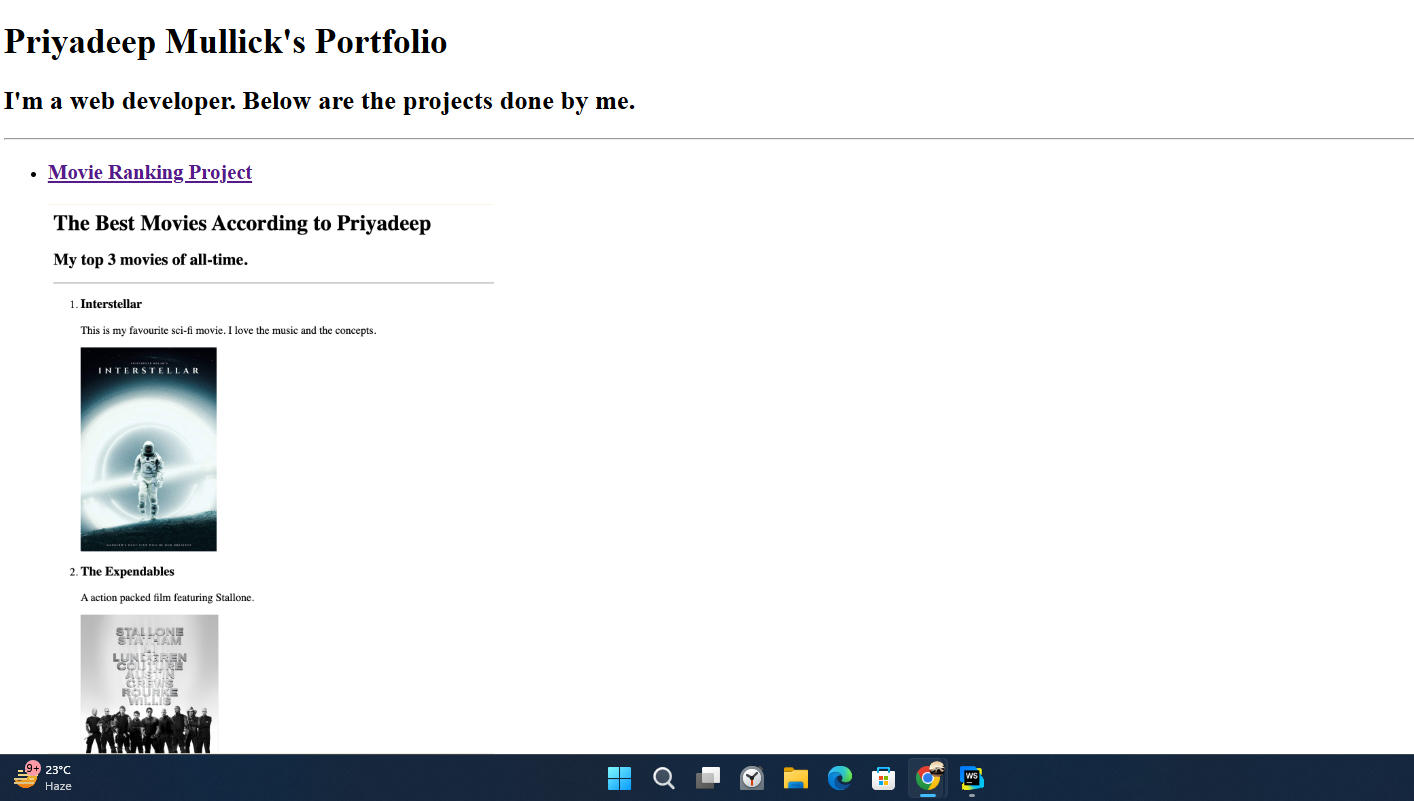 Priyadeep Mullick's Portfolio
I'm a web developer. Below are the projects done by me.
Movie Ranking Project
The Best Movies According to Priyadeep
My top 3 movies of all-time.
1. Interstellar
This is my favourite sci-fi movie. I love the music and the concepts.
INTERSTELLAR
2. The Expendables
A action packed film featuring Stallone.
STALLONE
STATHAM
LI
LUNDGREN
COUTURE
AUSTIN
CREWS
ROURKE
WILLIS
9+
23°C
Haze
WS